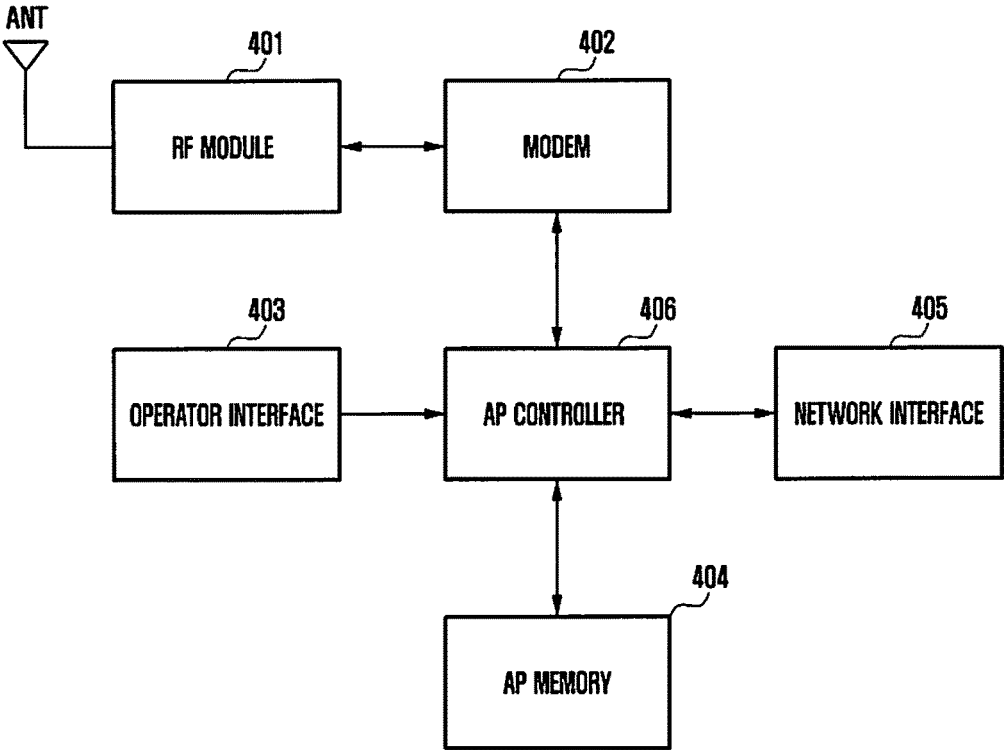 ANT
401
402
RF MODULE
MODEM
403
406
405
OPERATOR INTERFACE
AP CONTROLLER
NETWORK INTERFACE
404
AP MEMORY